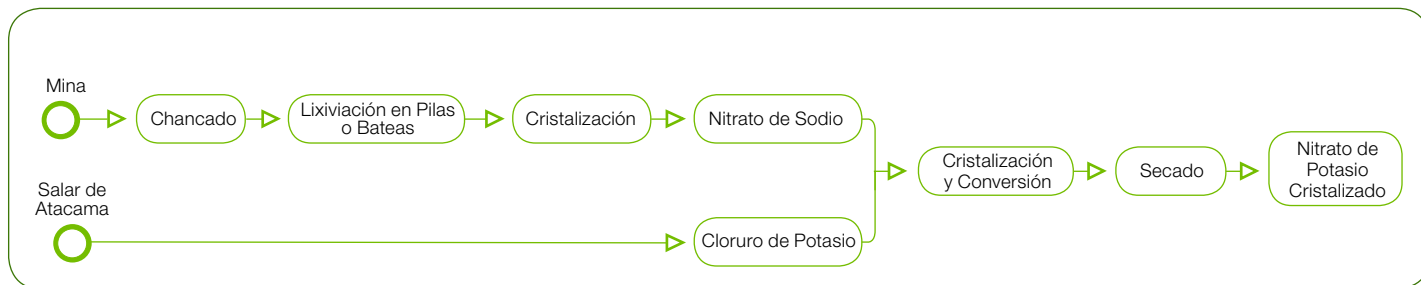 Mina
Chancado
Lixiviación en Pilas
o Bateas
Cristalización
Nitrato de Sodio
Salar de
Atacama
Cloruro de Potasio
Cristalización
y Conversión
Secado
Nitrato de
Potasio
Cristalizado